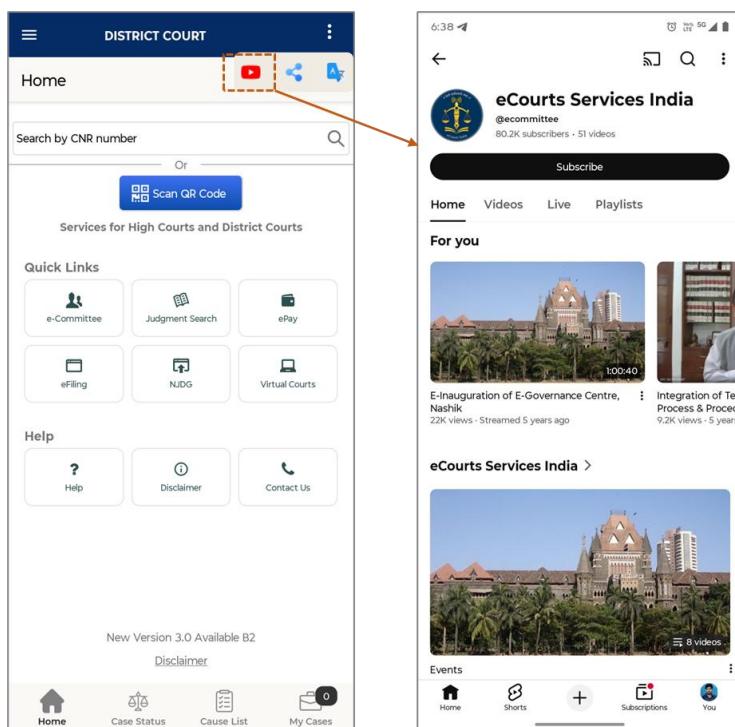 DISTRICT COURT
Home
Search by CNR number
Or
Scan QR Code
Services for High Courts and District Courts
Quick Links
e-Committee
Judgment Search
ePay
eFiling
NJDG
Virtual Courts
Help
Help
Disclaimer
Contact Us
New Version 3.0 Available B2
Disclaimer
0
Home
Case Status
Cause List
My Cases
6:38
5G
eCourts Services India
@ecommittee
80.2K subscribers • 51 videos
Subscribe
Home Videos Live Playlists
For you
1:00:40
E-Inauguration of E-Governance Centre,
Nashik
22K views · Streamed 5 years ago
Integration of Te
Process & Proced
9.2K views · 5 years
eCourts Services India >
8 videos
Events
Home
Shorts
Subscriptions
You